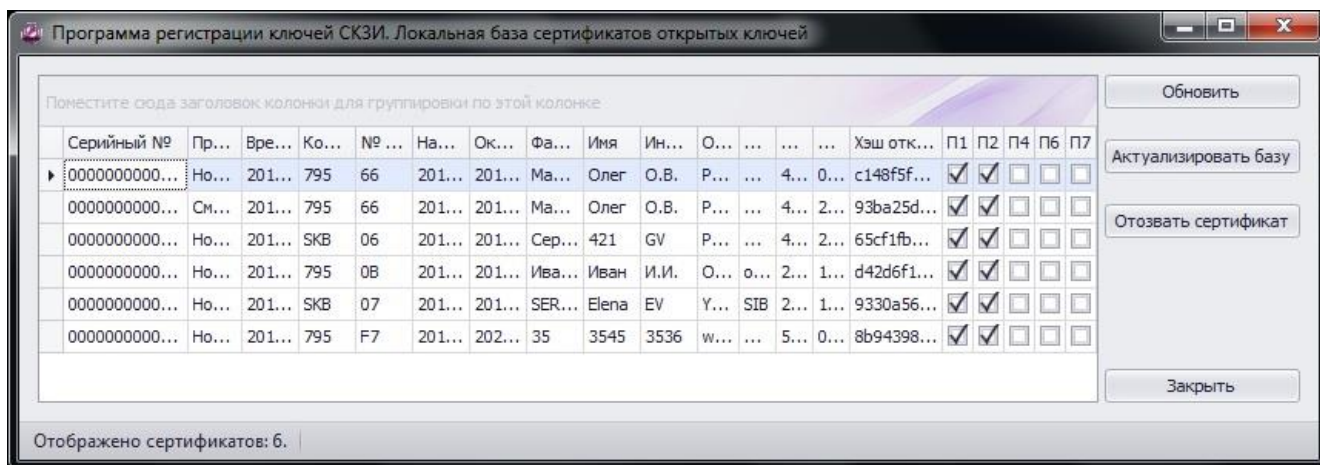 Программа регистрации ключей СКЗИ. Локальная база сертификатов открытых ключей
Поместите сюда заголовок колонки для группировки по этой колонке
Обновить
Серийный № Пр... Вре... Ко... № ... На... Ок... Фа... Имя Ин... О... ... ... ... Хэш отк... П1 П2 П4 П6 П7
Актуализировать базу
0000000000... Но... 201... 795 66 201... 201... Ма... Олег О.В. Р... ... 4... 0... c148f5f...
0000000000... См... 201... 795 66 201... 201... Ма... Олег О.В. Р... ... 4... 2... 93ba25d...
Отозвать сертификат
0000000000... Но... 201... SKB 06 201... 201... Сер... 421 GV Р... ... 4... 2... 65cf1fb...
0000000000... Но... 201... 795 0B 201... 201... Ива... Иван И.И. О... о... 2... 1... d42d6f1...
0000000000... Но... 201... SKB 07 201... 201... SER... Elena EV Y... SIB 2... 1... 9330a56...
0000000000... Но... 201... 795 F7 201... 202... 35 3545 3536 w... ... 5... 0... 8b94398...
Закрыть
Отображено сертификатов: 6.